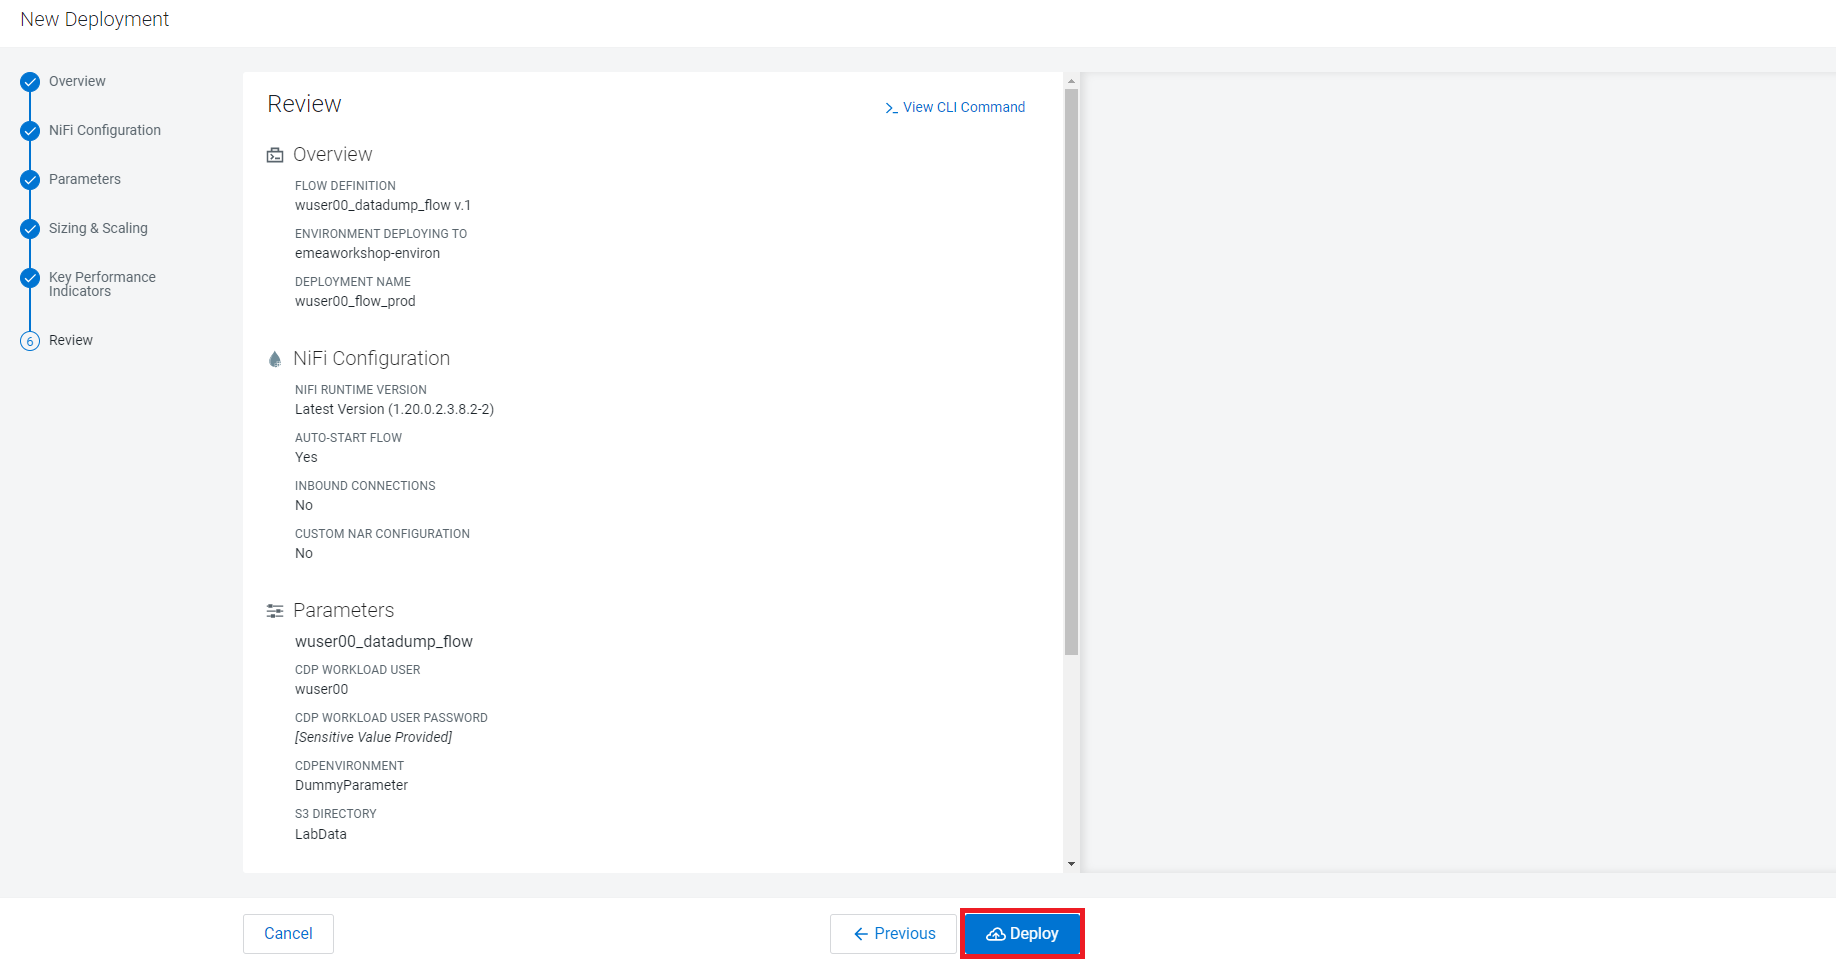 New Deployment
Overview
NiFi Configuration
Parameters
Sizing & Scaling
Key Performance
Indicators
6
Review
Review
View CLI Command
Overview
FLOW DEFINITION
wuser00_datadump_flow v.1
ENVIRONMENT DEPLOYING TO
emeaworkshop-environ
DEPLOYMENT NAME
wuser00_flow_prod
NiFi Configuration
NIFI RUNTIME VERSION
Latest Version (1.20.0.2.3.8.2-2)
AUTO-START FLOW
Yes
INBOUND CONNECTIONS
No
CUSTOM NAR CONFIGURATION
No
Parameters
wuser00_datadump_flow
CDP WORKLOAD USER
wuser00
CDP WORKLOAD USER PASSWORD
[Sensitive Value Provided]
CDPENVIRONMENT
DummyParameter
S3 DIRECTORY
LabData
Cancel
Previous
Deploy